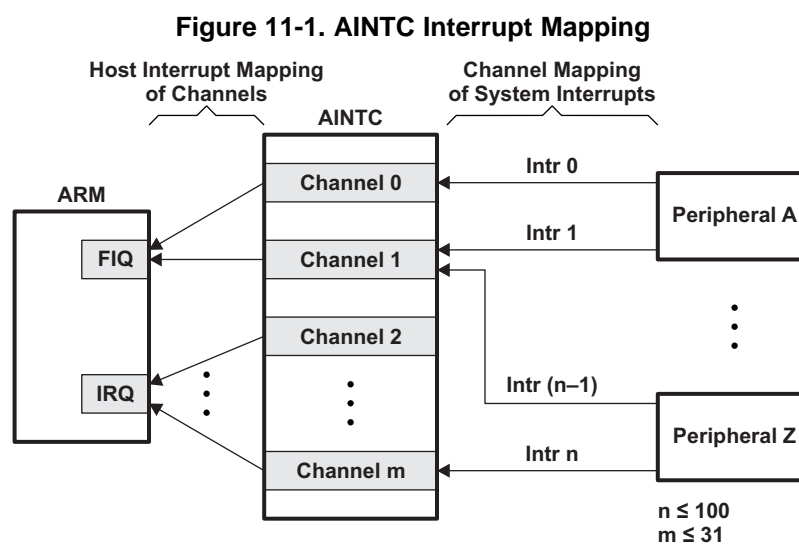 Figure 11-1. AINTC Interrupt Mapping
Host Interrupt Mapping
of Channels
Channel Mapping
of System Interrupts
AINTC
ARM
FIQ
IRQ
Channel 0
Channel 1
Channel 2
Channel m
Intr 0
Intr 1
Intr (n–1)
Intr n
Peripheral A
Peripheral Z
n ≤ 100
m ≤ 31